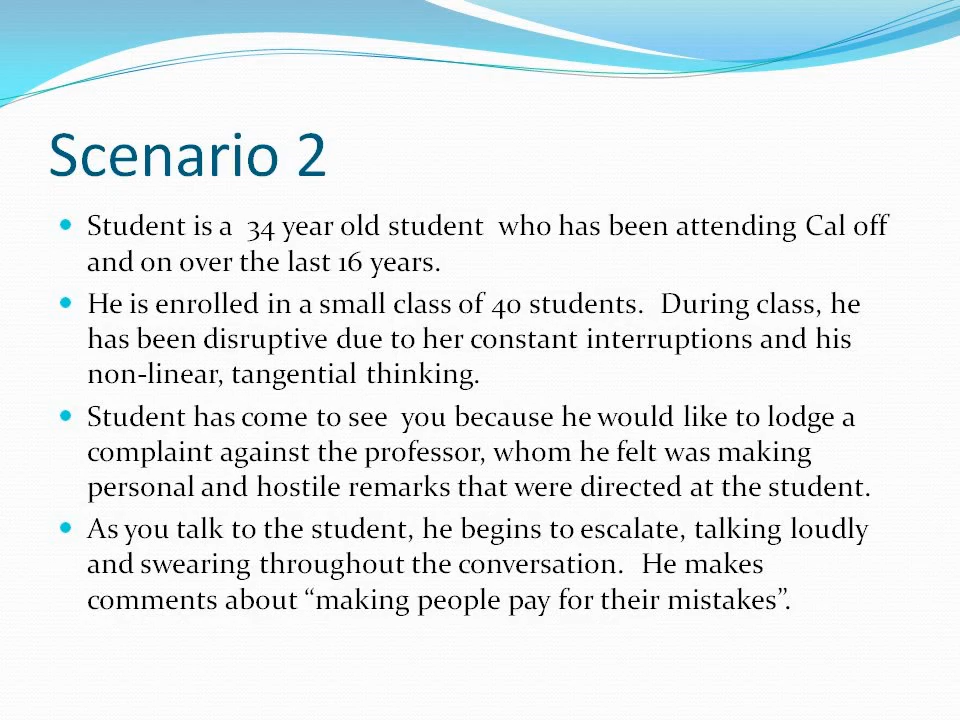 Scenario 2
Student is a 34 year old student who has been attending Cal off
and on over the last 16 years.
He is enrolled in a small class of 40 students. During class, he
has been disruptive due to her constant interruptions and his
non-linear, tangential thinking.
Student has come to see you because he would like to lodge a
complaint against the professor, whom he felt was making
personal and hostile remarks that were directed at the student.
As you talk to the student, he begins to escalate, talking loudly
and swearing throughout the conversation. He makes
comments about “making people pay for their mistakes”.